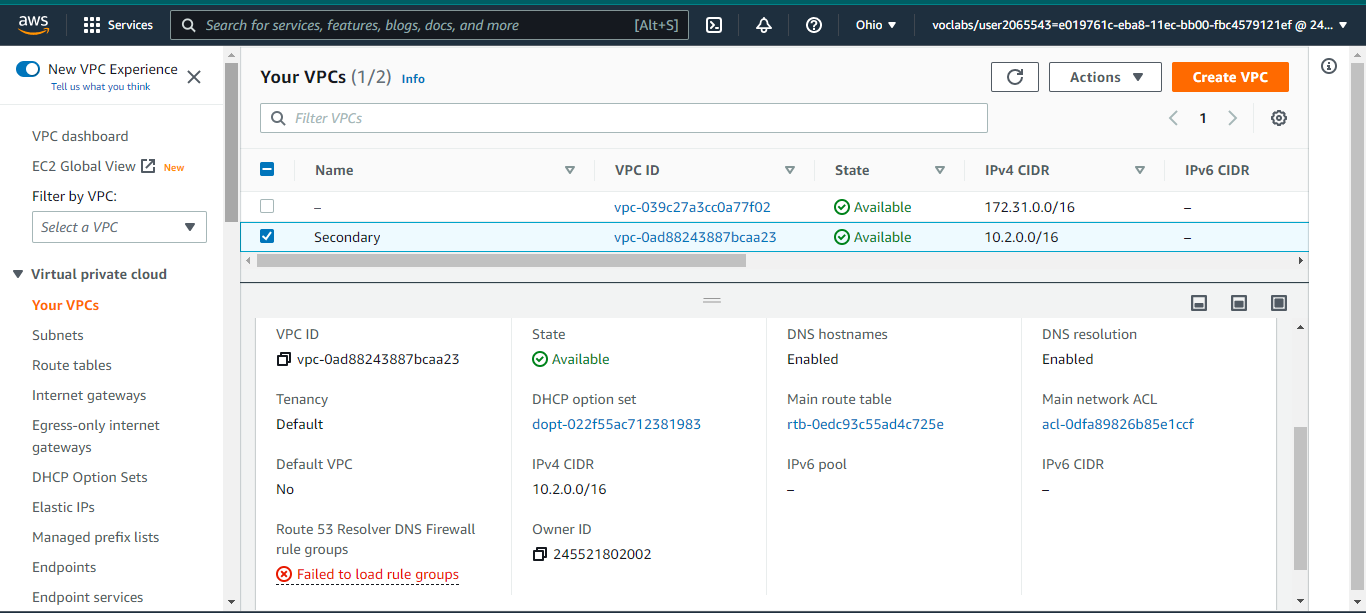 aws
Services
Search for services, features, blogs, docs, and more
[Alt+S]
Ohio
voclabs/user2065543=e019761c-eba8-11ec-bb00-fbc4579121ef @ 24...
New VPC Experience
Tell us what you think
VPC dashboard
EC2 Global View New
Filter by VPC:
Select a VPC
Virtual private cloud
Your VPCs
Subnets
Route tables
Internet gateways
Egress-only internet
gateways
DHCP Option Sets
Elastic IPs
Managed prefix lists
Endpoints
Endpoint services
Your VPCs (1/2) Info
Actions
Create VPC
Filter VPCs
1
Name VPC ID State IPv4 CIDR IPv6 CIDR
– vpc-039c27a3cc0a77f02 Available 172.31.0.0/16 –
Secondary vpc-0ad88243887bcaa23 Available 10.2.0.0/16 –
VPC ID
vpc-0ad88243887bcaa23
State
Available
DNS hostnames
Enabled
DNS resolution
Enabled
Tenancy
Default
DHCP option set
dopt-022f55ac712381983
Main route table
rtb-0edc93c55ad4c725e
Main network ACL
acl-0dfa89826b85e1ccf
Default VPC
No
IPv4 CIDR
10.2.0.0/16
IPv6 pool
–
IPv6 CIDR
–
Route 53 Resolver DNS Firewall
rule groups
Failed to load rule groups
Owner ID
245521802002